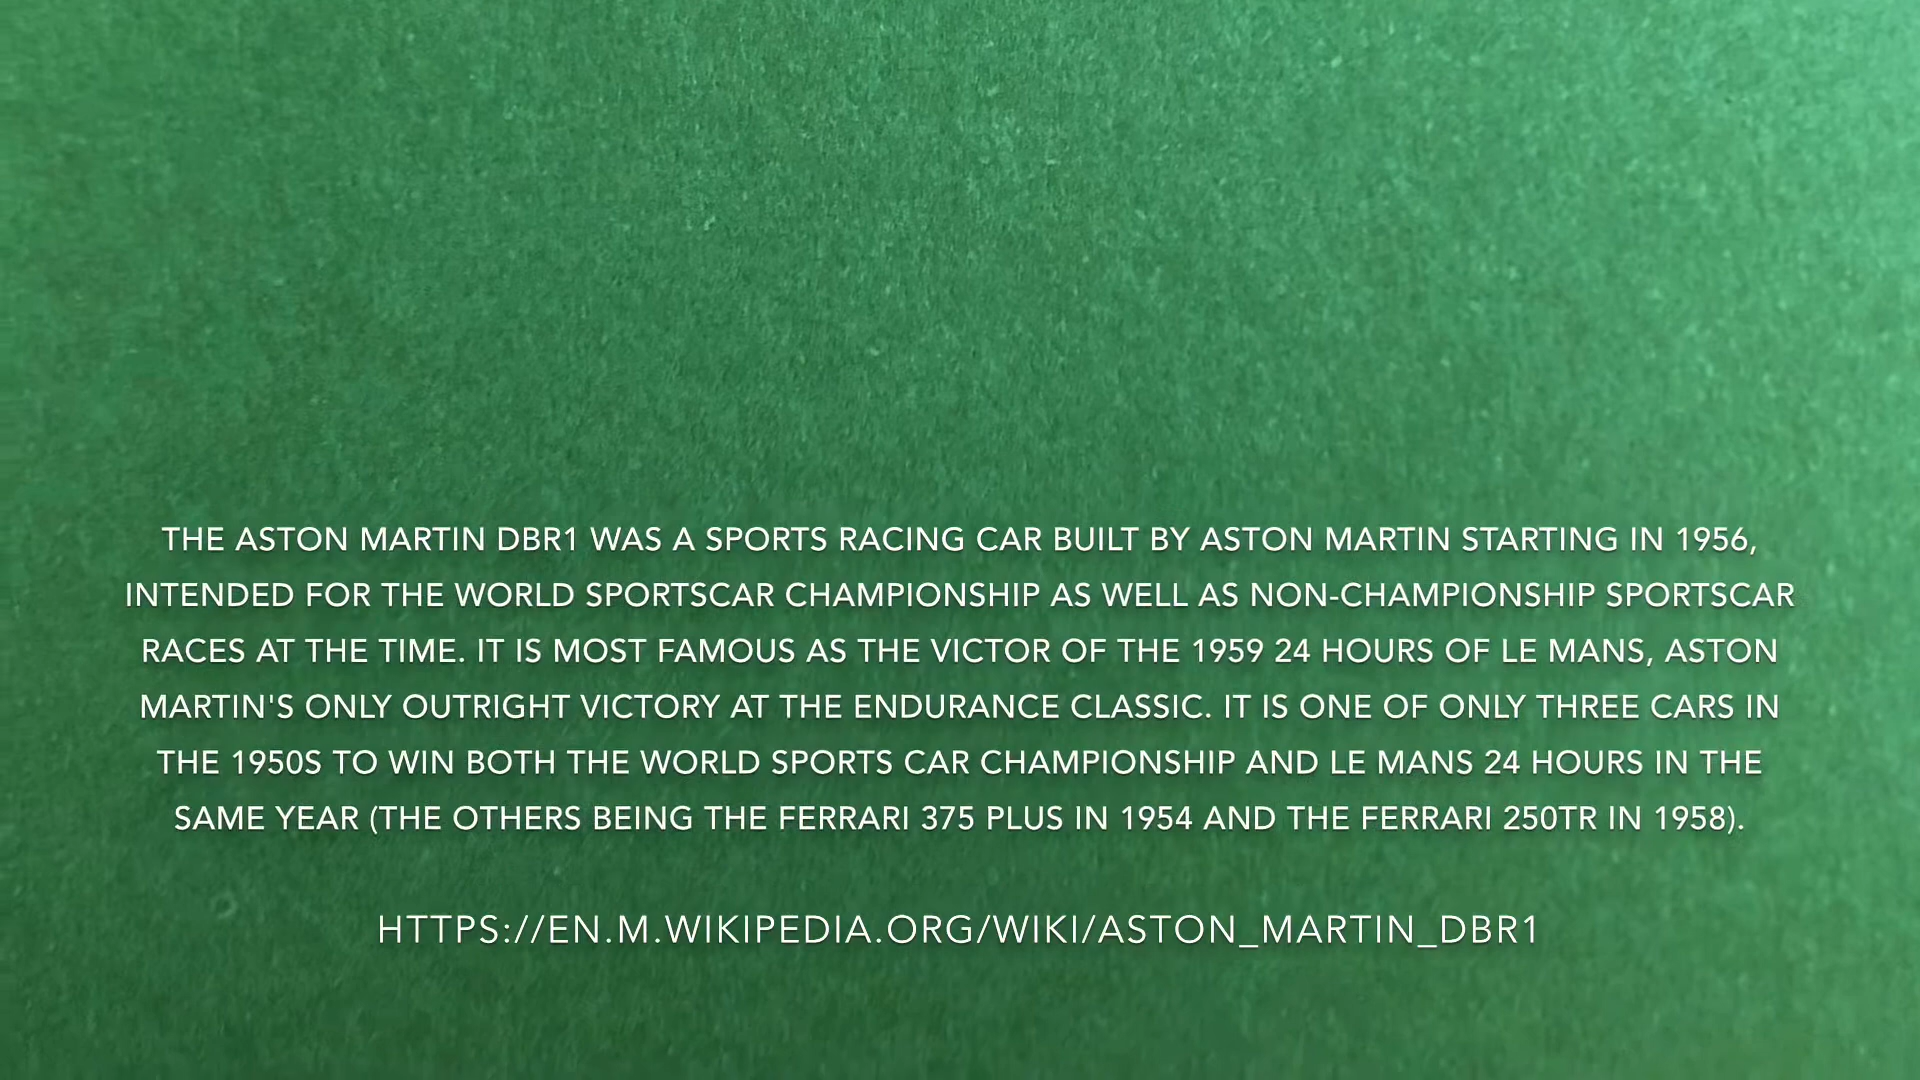 THE ASTON MARTIN DBR1 WAS A SPORTS RACING CAR BUILT BY ASTON MARTIN STARTING IN 1956,
INTENDED FOR THE WORLD SPORTSCAR CHAMPIONSHIP AS WELL AS NON-CHAMPIONSHIP SPORTSCAR
RACES AT THE TIME. IT IS MOST FAMOUS AS THE VICTOR OF THE 1959 24 HOURS OF LE MANS, ASTON
MARTIN'S ONLY OUTRIGHT VICTORY AT THE ENDURANCE CLASSIC. IT IS ONE OF ONLY THREE CARS IN
THE 1950S TO WIN BOTH THE WORLD SPORTS CAR CHAMPIONSHIP AND LE MANS 24 HOURS IN THE
SAME YEAR (THE OTHERS BEING THE FERRARI 375 PLUS IN 1954 AND THE FERRARI 250TR IN 1958).
HTTPS://EN.M.WIKIPEDIA.ORG/WIKI/ASTON_MARTIN_DBR1